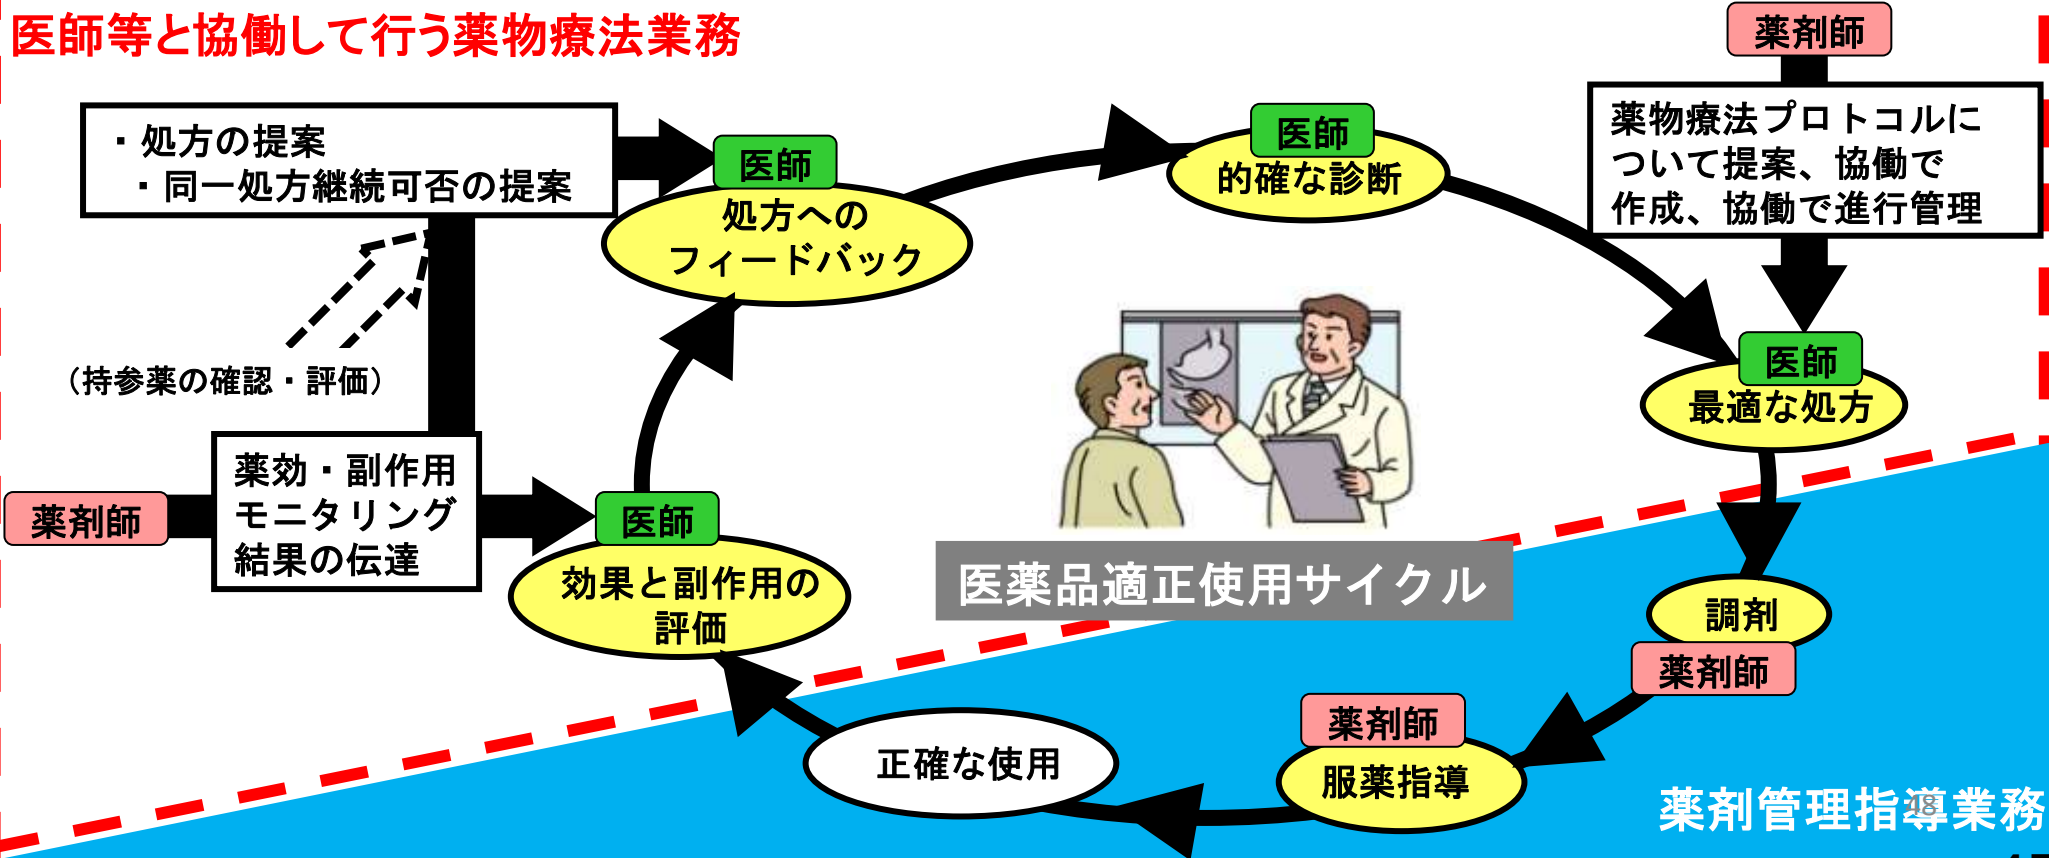 医師等と協働して行う薬物療法業務
薬剤師
薬物療法プロトコルに
ついて提案、協働で
作成、協働で進行管理
・処方の提案
・同一処方継続可否の提案
医師
処方への
フィードバック
医師
的確な診断
医師
最適な処方
(持参薬の確認・評価)
薬剤師
薬効・副作用
モニタリング
結果の伝達
医師
効果と副作用の
評価
医薬品適正使用サイクル
調剤
薬剤師
薬剤師
服薬指導
正確な使用
薬剤管理指導業務
48